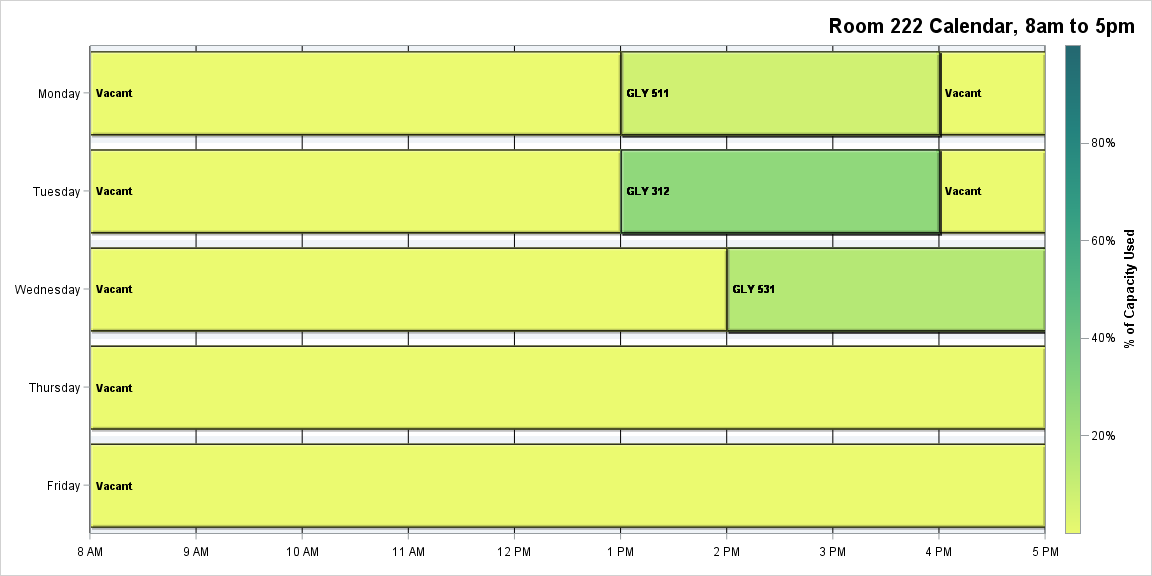 Room 222 Calendar, 8am to 5pm
Monday
Vacant
GLY 511
Vacant
Tuesday
Vacant
GLY 312
Vacant
Wednesday
Vacant
GLY 531
Thursday
Vacant
Friday
Vacant
8 AM
9 AM
10 AM
11 AM
12 PM
1 PM
2 PM
3 PM
4 PM
5 PM
80%
60%
40%
20%
% of Capacity Used